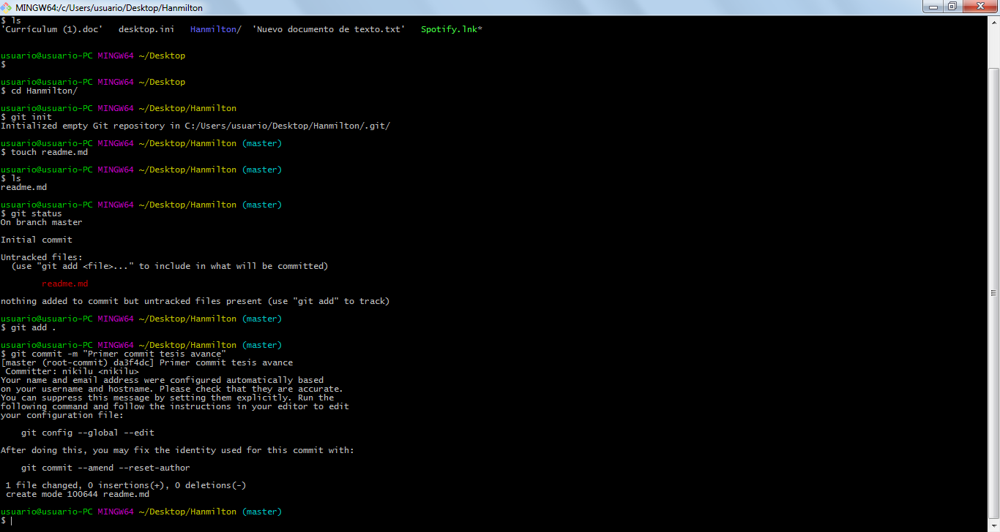 MINGW64:/c/Users/usuario/Desktop/Hanmilton
$ ls
'Currículum (1).doc'   desktop.ini   Hanmilton/  'Nuevo documento de texto.txt'   Spotify.lnk*
usuario@usuario-PC MINGW64 ~/Desktop
$
usuario@usuario-PC MINGW64 ~/Desktop
$ cd Hanmilton/
usuario@usuario-PC MINGW64 ~/Desktop/Hanmilton
$ git init
Initialized empty Git repository in C:/Users/usuario/Desktop/Hanmilton/.git/
usuario@usuario-PC MINGW64 ~/Desktop/Hanmilton (master)
$ touch readme.md
usuario@usuario-PC MINGW64 ~/Desktop/Hanmilton (master)
$ ls
readme.md
usuario@usuario-PC MINGW64 ~/Desktop/Hanmilton (master)
$ git status
On branch master
Initial commit
Untracked files:
  (use "git add <file>..." to include in what will be committed)
        readme.md
nothing added to commit but untracked files present (use "git add" to track)
usuario@usuario-PC MINGW64 ~/Desktop/Hanmilton (master)
$ git add .
usuario@usuario-PC MINGW64 ~/Desktop/Hanmilton (master)
$ git commit -m "Primer commit tesis avance"
[master (root-commit) da3f4dc] Primer commit tesis avance
 Committer: nikilu <nikilu>
Your name and email address were configured automatically based
on your username and hostname. Please check that they are accurate.
You can suppress this message by setting them explicitly. Run the
following command and follow the instructions in your editor to edit
your configuration file:
    git config --global --edit
After doing this, you may fix the identity used for this commit with:
    git commit --amend --reset-author
 1 file changed, 0 insertions(+), 0 deletions(-)
 create mode 100644 readme.md
usuario@usuario-PC MINGW64 ~/Desktop/Hanmilton (master)
$